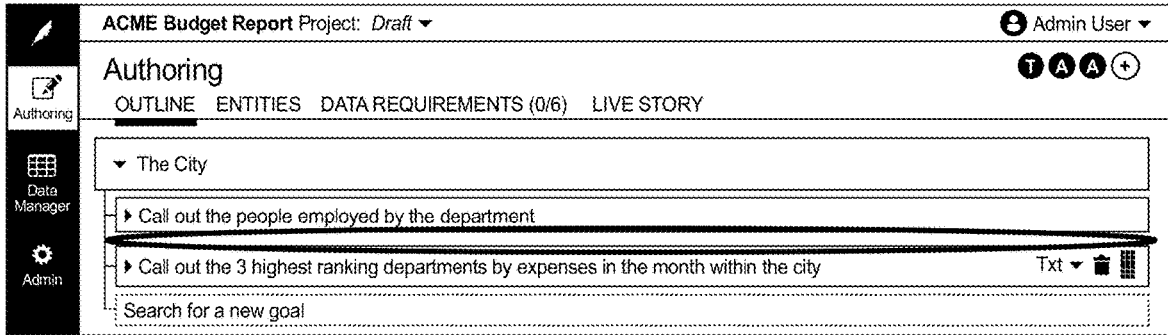 ACME Budget Report Project: Draft
Admin User
Authoring
T A A +
Authoring
OUTLINE ENTITIES DATA REQUIREMENTS (0/6) LIVE STORY
The City
Data
Manager
Call out the people employed by the department
Call out the 3 highest ranking departments by expenses in the month within the city
Txt
Admin
Search for a new goal